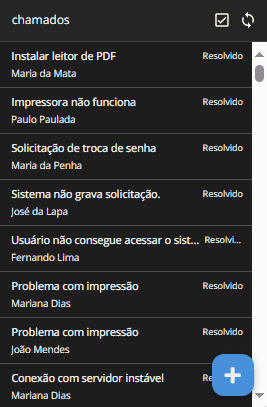 chamados
Instalar leitor de PDF Resolvido
Maria da Mata
Impressora não funciona Resolvido
Paulo Paulada
Solicitação de troca de senha Resolvido
Maria da Penha
Sistema não grava solicitação. Resolvido
José da Lapa
Usuário não consegue acessar o sist... Resolvi...
Fernando Lima
Problema com impressão Resolvido
Mariana Dias
Problema com impressão Resolvido
João Mendes
Conexão com servidor instável
Mariana Dias